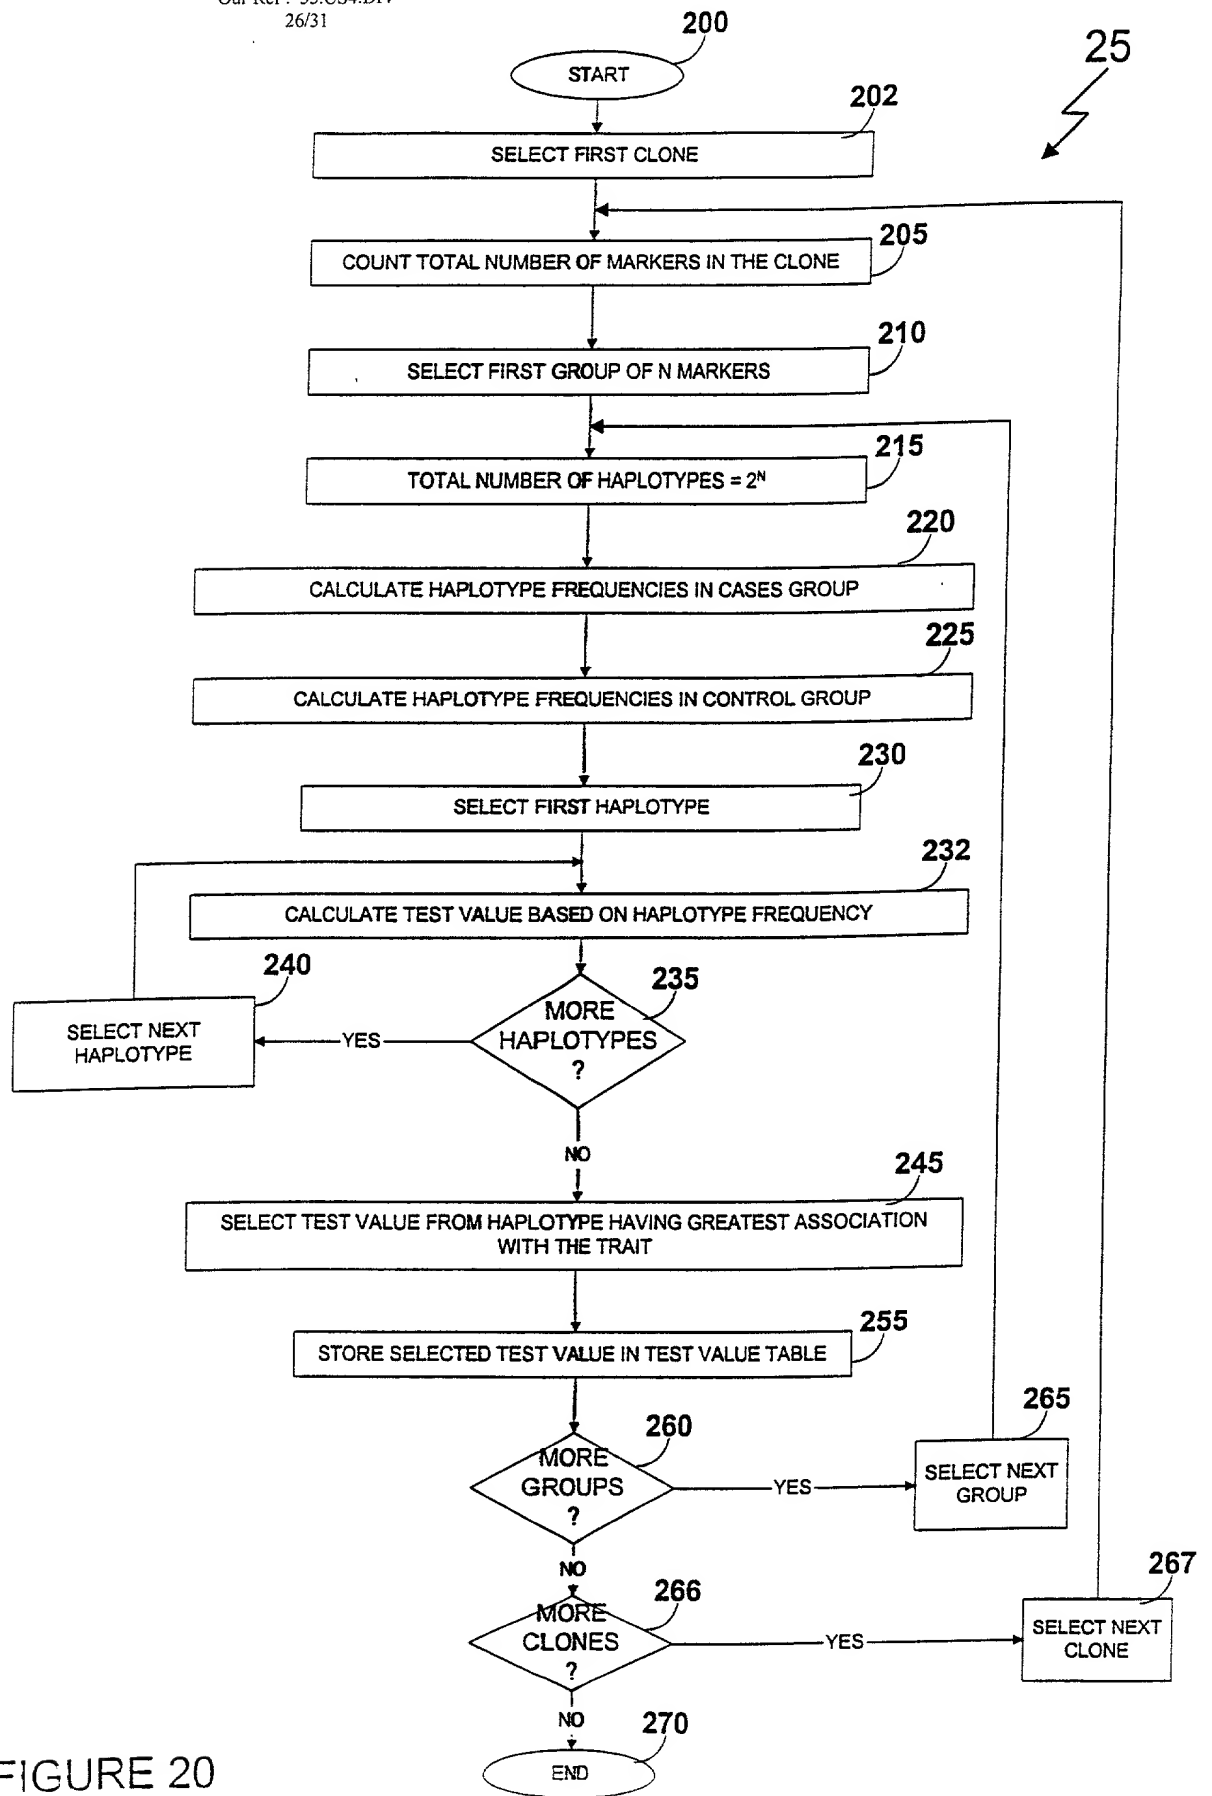 26/31
200
START
25
202
SELECT FIRST CLONE
205
COUNT TOTAL NUMBER OF MARKERS IN THE CLONE
210
SELECT FIRST GROUP OF N MARKERS
215
TOTAL NUMBER OF HAPLOTYPES = 2ᴺ
220
CALCULATE HAPLOTYPE FREQUENCIES IN CASES GROUP
225
CALCULATE HAPLOTYPE FREQUENCIES IN CONTROL GROUP
230
SELECT FIRST HAPLOTYPE
232
CALCULATE TEST VALUE BASED ON HAPLOTYPE FREQUENCY
240
SELECT NEXT
HAPLOTYPE
YES
235
MORE
HAPLOTYPES
?
NO
245
SELECT TEST VALUE FROM HAPLOTYPE HAVING GREATEST ASSOCIATION
WITH THE TRAIT
255
STORE SELECTED TEST VALUE IN TEST VALUE TABLE
260
MORE
GROUPS
?
YES
265
SELECT NEXT
GROUP
NO
266
MORE
CLONES
?
YES
267
SELECT NEXT
CLONE
NO
270
END
FIGURE 20